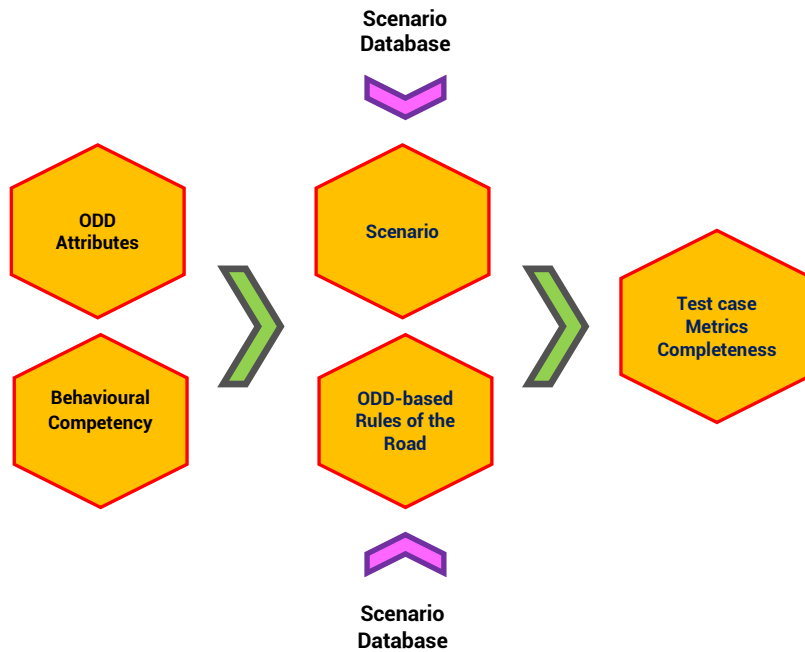 Scenario
Database
ODD
Attributes
Behavioural
Competency
Scenario
ODD-based
Rules of the
Road
Test case
Metrics
Completeness
Scenario
Database